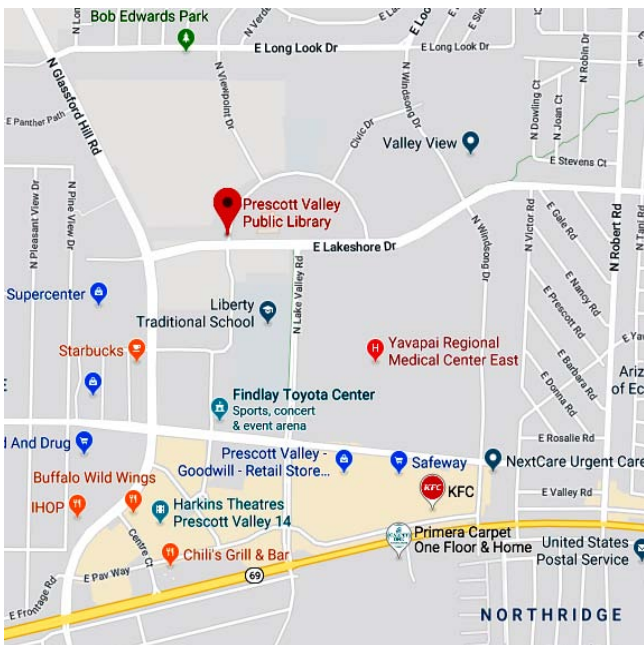 Bob Edwards Park
E Long Look Dr
E Long Look Dr
N Viewpoint Dr
N Windsong Dr
N Glassford Hill Rd
E Panther Path
Civic Dr
Valley View
N Robin Dr
N Dowling Ct
N Joan Ct
E Stevens Ct
N Pleasant View Dr
N Pine View Dr
Prescott Valley
Public Library
E Lakeshore Dr
N Lake Valley Rd
N Windsong Dr
N Victor Rd
E Gale Rd
N Robert Rd
E Nancy Rd
E Prescott Rd
E Barbara Rd
E Donna Rd
E Rosalie Rd
E Valley Rd
Supercenter
Starbucks
Liberty
Traditional School
Yavapai Regional
Medical Center East
Findlay Toyota Center
Sports, concert
& event arena
d And Drug
Prescott Valley -
Goodwill - Retail Store...
Safeway
NextCare Urgent Care
Buffalo Wild Wings
IHOP
Harkins Theatres
Prescott Valley 14
KFC
KFC
Primera Carpet
One Floor & Home
United States
Postal Service
Centre Ct
Chili's Grill & Bar
E Pav Way
69
E Frontage Rd
NORTHRIDGE